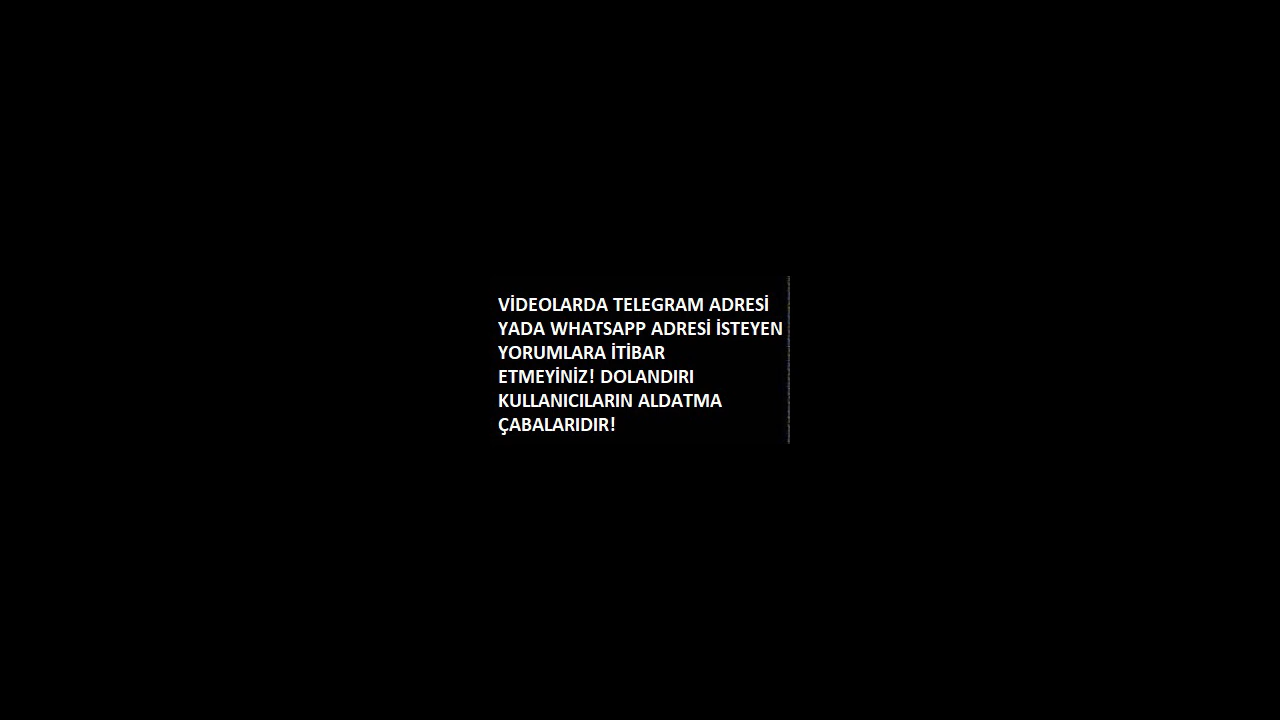 VİDEOLARDA TELEGRAM ADRESİ
YADA WHATSAPP ADRESİ İSTEYEN
YORUMLARA İTİBAR
ETMEYİNİZ! DOLANDIRI
KULLANICILARIN ALDATMA
ÇABALARIDIR!